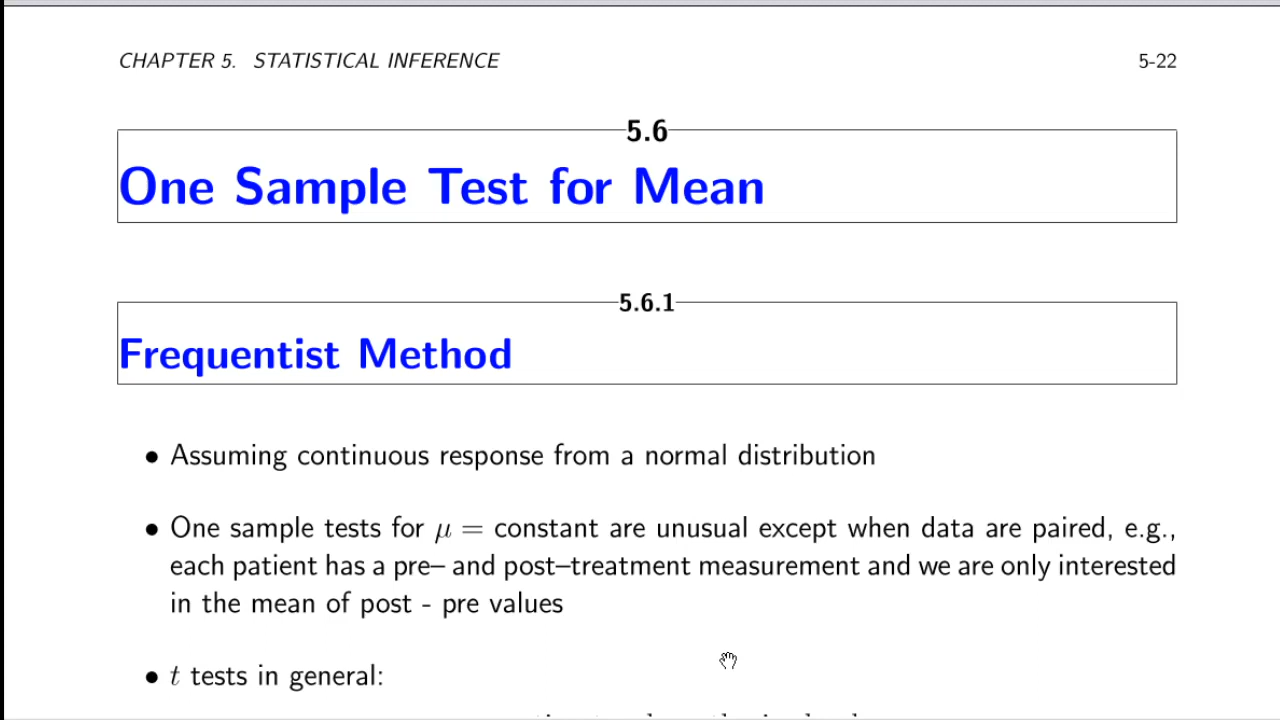 CHAPTER 5. STATISTICAL INFERENCE 5-22
5.6
One Sample Test for Mean
5.6.1
Frequentist Method
• Assuming continuous response from a normal distribution
• One sample tests for μ = constant are unusual except when data are paired, e.g.,
each patient has a pre– and post–treatment measurement and we are only interested
in the mean of post - pre values
• t tests in general: